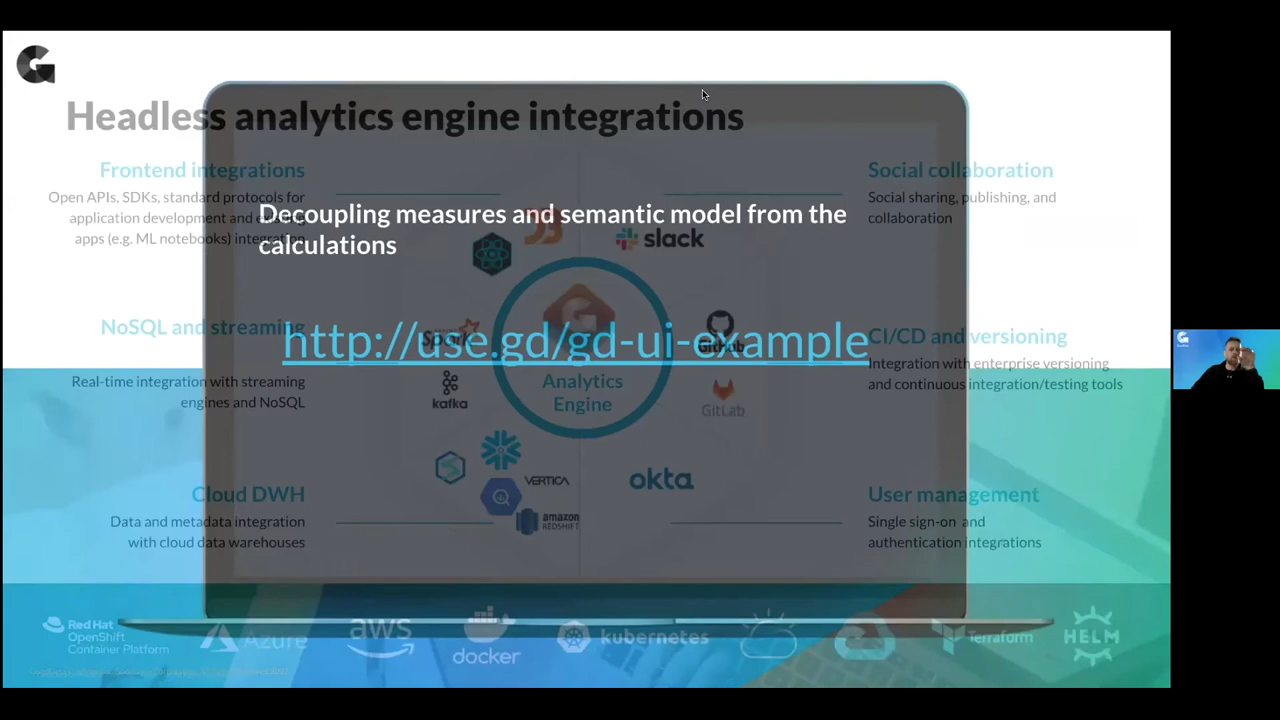 Headless analytics engine integrations
Frontend integrations
Open APIs, SDKs, standard protocols for
application development and existing
apps (e.g. ML notebooks) integration
Social collaboration
Social sharing, publishing, and
collaboration
Decoupling measures and semantic model from the
calculations
slack
NoSQL and streaming
Real-time integration with streaming
engines and NoSQL
Spark
http://use.gd/gd-ui-example
GitHub
CI/CD and versioning
Integration with enterprise versioning
and continuous integration/testing tools
kafka
Analytics
Engine
GitLab
Cloud DWH
Data and metadata integration
with cloud data warehouses
VERTICA
amazon
REDSHIFT
okta
User management
Single sign-on and
authentication integrations
Red Hat
OpenShift
Container Platform
Azure
aws
docker
kubernetes
Terraform
HELM